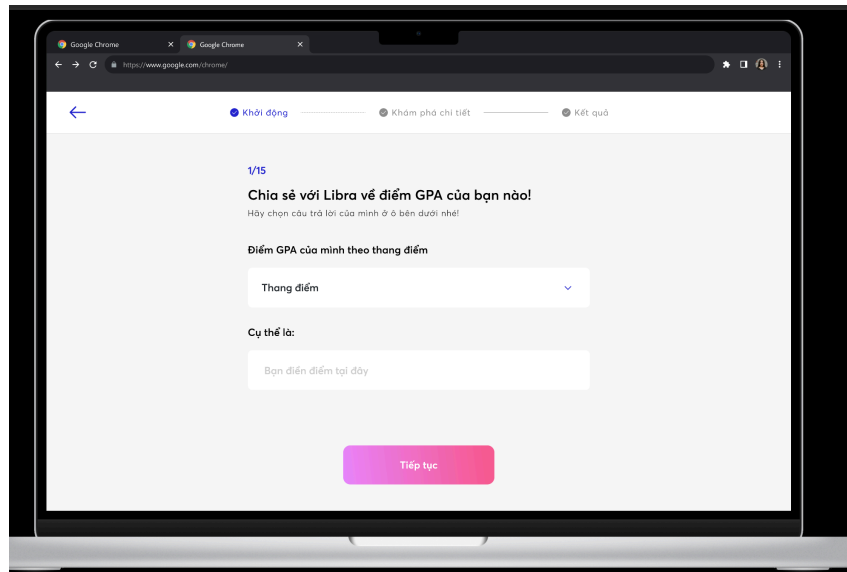 Google Chrome
Google Chrome
https://www.google.com/chrome/
Khởi động
Khám phá chi tiết
Kết quả
1/15
Chia sẻ với Libra về điểm GPA của bạn nào!
Hãy chọn câu trả lời của mình ở ô bên dưới nhé!
Điểm GPA của mình theo thang điểm
Thang điểm
Cụ thể là:
Bạn điền điểm tại đây
Tiếp tục